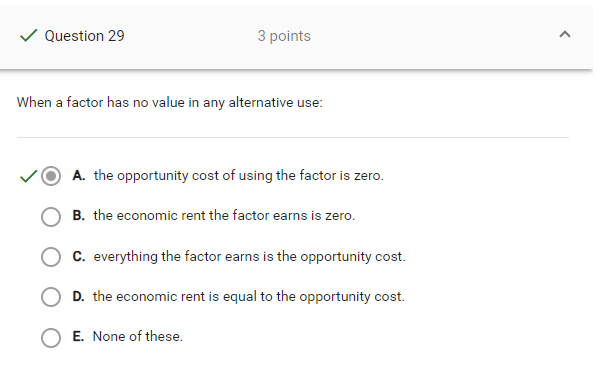 Question 29 3 points
When a factor has no value in any alternative use:
A. the opportunity cost of using the factor is zero.
B. the economic rent the factor earns is zero.
C. everything the factor earns is the opportunity cost.
D. the economic rent is equal to the opportunity cost.
E. None of these.